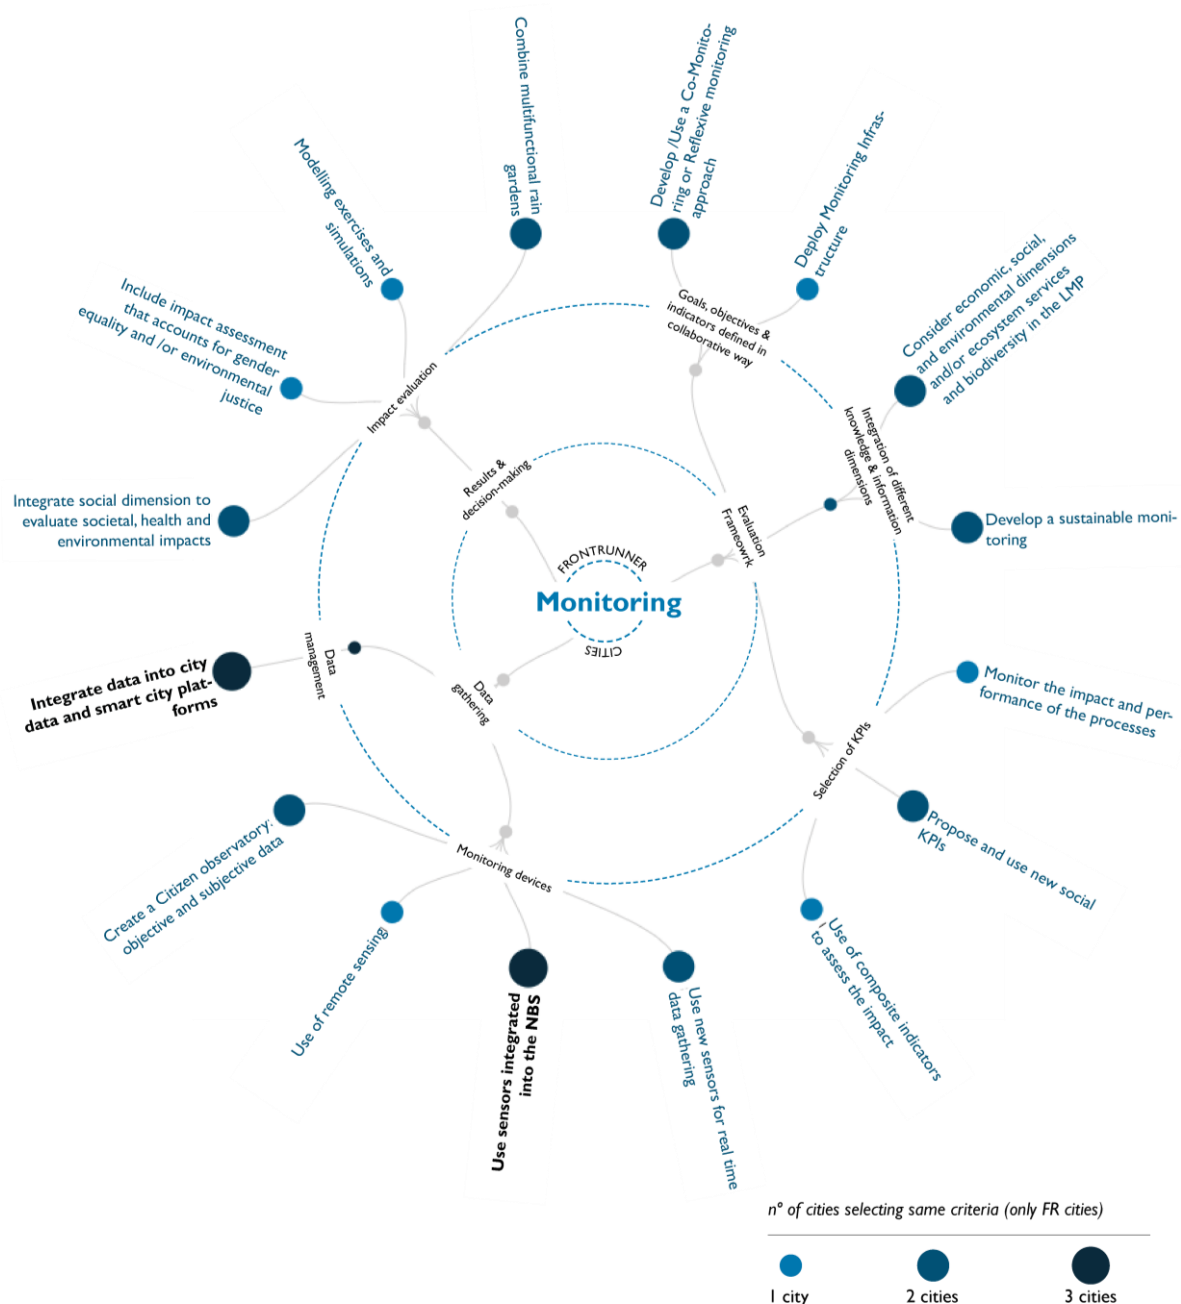 FRONTRUNNER
Monitoring
CITIES
Results &
decision-making
Impact evaluation
Combine multifunctional rain
gardens
Modelling exercises and
simulations
Include impact assessment
that accounts for gender
equality and /or environmental
justice
Integrate social dimension to
evaluate societal, health and
environmental impacts
Evaluation
Frameowrk
Goals, objectives &
indicators defined in
collaborative way
Develop /Use a Co-Monito-
ring or Reflexive monitoring
approach
Deploy Monitoring Infras-
tructure
Integration of different
knowledge & information
dimensions
Consider economic, social,
and environmental dimensions
and/or ecosystem services
and biodiversity in the LMP
Develop a sustainable moni-
toring
Selection of KPIs
Monitor the impact and per-
formance of the processes
Propose and use new social
KPIs
Use of composite indicators
to assess the impact
Data
gathering
Data
management
Integrate data into city
data and smart city plat-
forms
Monitoring devices
Create a Citizen observatory:
objective and subjective data
Use of remote sensing
Use sensors integrated
into the NBS
Use new sensors for real time
data gathering
n° of cities selecting same criteria (only FR cities)
1 city
2 cities
3 cities